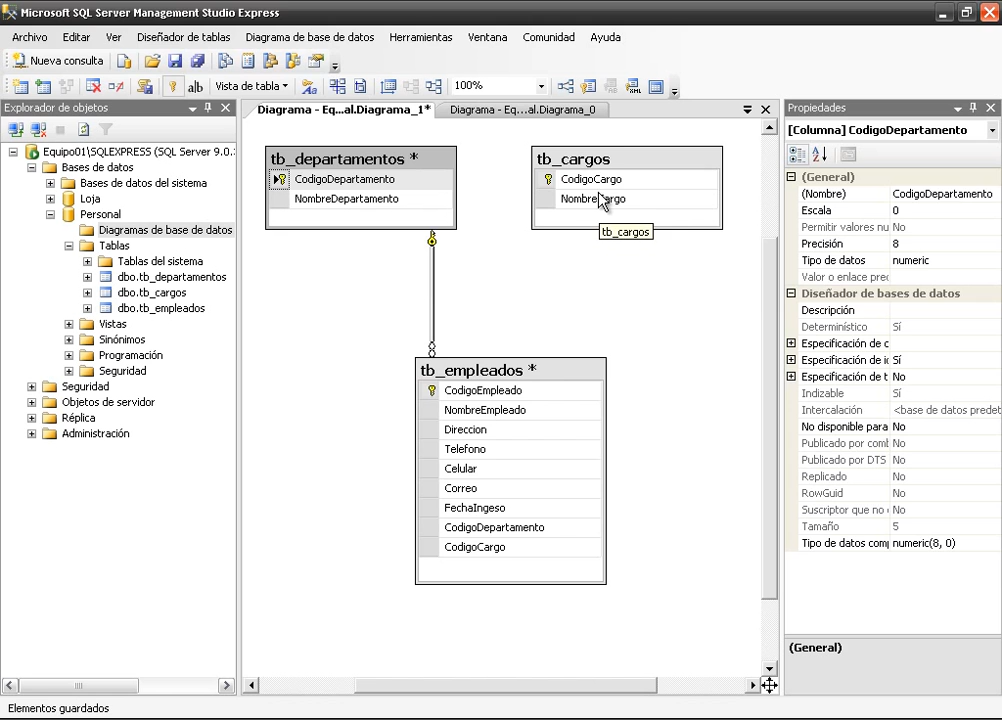 Microsoft SQL Server Management Studio Express
Archivo Editar Ver Diseñador de tablas Diagrama de base de datos Herramientas Ventana Comunidad Ayuda
Nueva consulta
Vista de tabla 100%
Explorador de objetos
Equipo01\SQLEXPRESS (SQL Server 9.0.
Bases de datos
Bases de datos del sistema
Loja
Personal
Diagramas de base de datos
Tablas
Tablas del sistema
dbo.tb_departamentos
dbo.tb_cargos
dbo.tb_empleados
Vistas
Sinónimos
Programación
Seguridad
Seguridad
Objetos de servidor
Réplica
Administración
Diagrama - Eq...al.Diagrama_1* Diagrama - Eq...al.Diagrama_0
tb_departamentos *
CodigoDepartamento
NombreDepartamento
tb_cargos
CodigoCargo
tb_cargos
tb_empleados *
CodigoEmpleado
NombreEmpleado
Direccion
Telefono
Celular
Correo
FechaIngeso
CodigoDepartamento
CodigoCargo
Propiedades
[Columna] CodigoDepartamento
(General)
(Nombre) CodigoDepartamento
Escala 0
Permitir valores nu No
Precisión 8
Tipo de datos numeric
Valor o enlace prec
Diseñador de bases de datos
Descripción
Determinístico Sí
Especificación de c
Especificación de ic Sí
Especificación de t No
Indizable Sí
Intercalación <base de datos predet
No disponible para No
Publicado por comb No
Publicado por DTS No
Replicado No
RowGuid No
Suscriptor que no No
Tamaño 5
Tipo de datos comp numeric(8, 0)
(General)
Elementos guardados